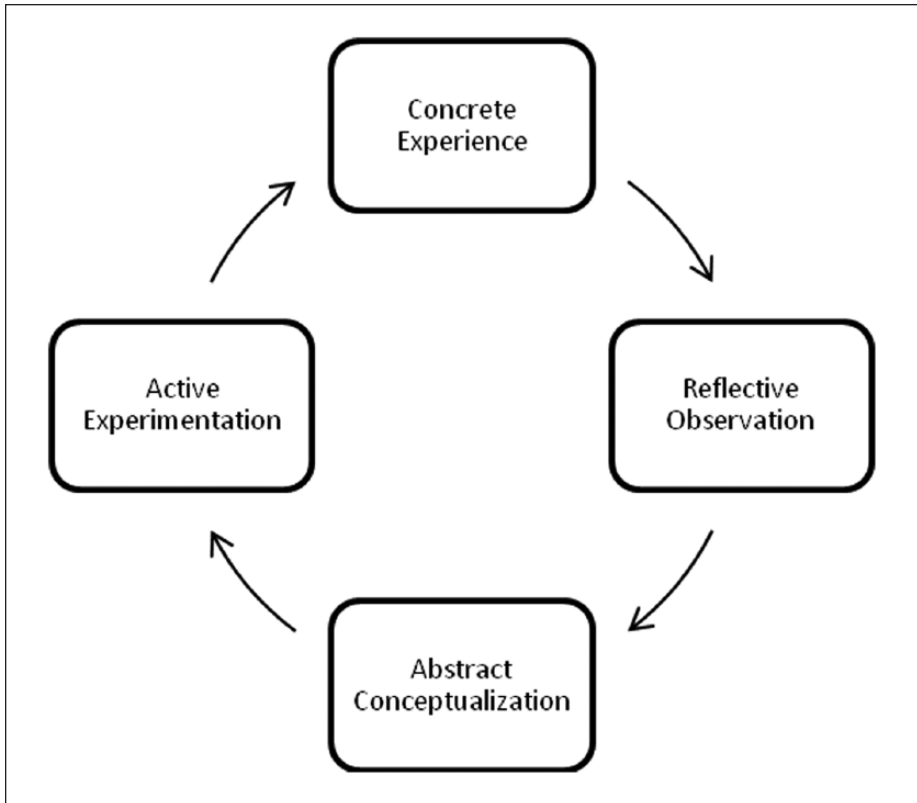 Concrete
Experience
Active
Experimentation
Reflective
Observation
Abstract
Conceptualization